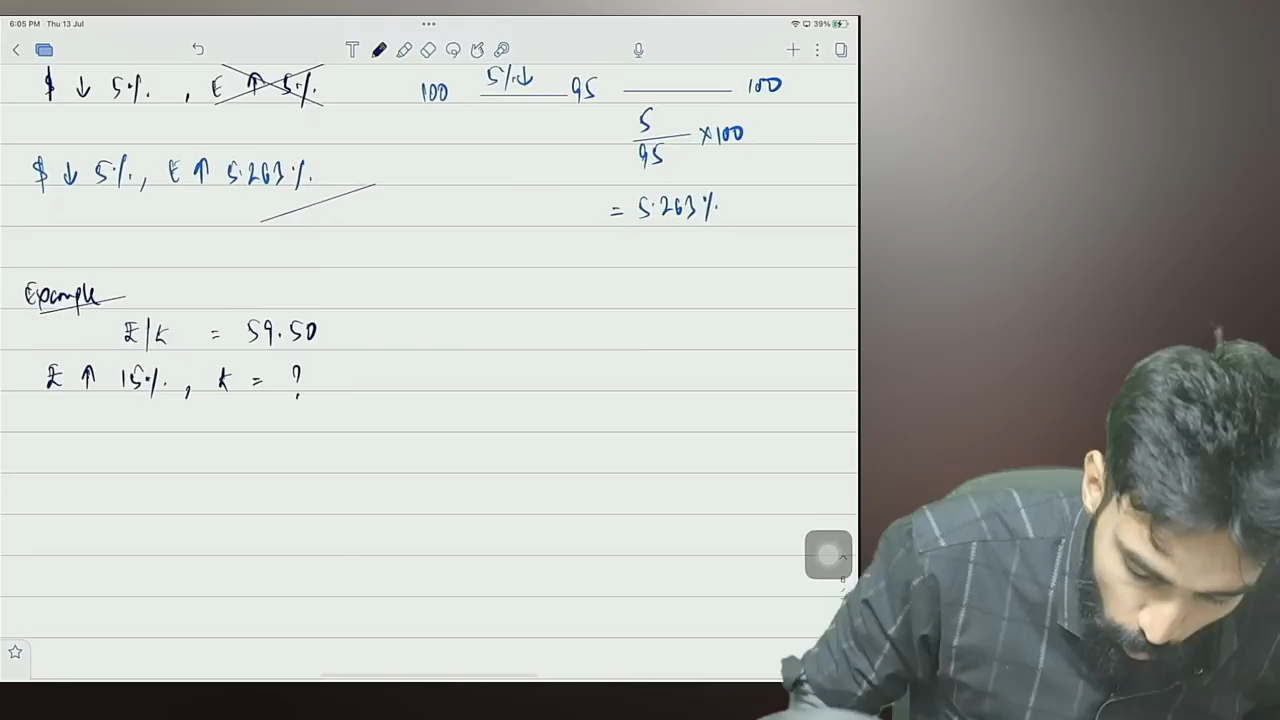 6:05 PM Thu 13 Jul
39%
$ ↓ 5%, € ↑ 5%.
100 5%↓ 95 100
5
95 ×100
$ ↓ 5%, € ↑ 5.263%.
= 5.263%
Example
= 59.50
↑ 15%, = ?